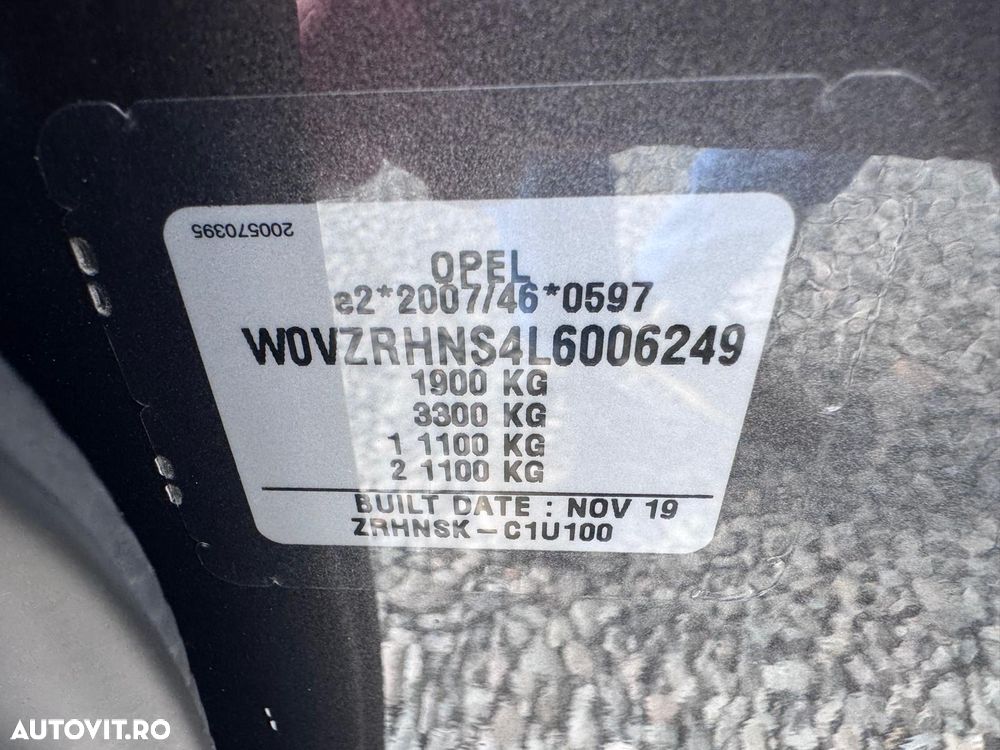 200570395
OPEL
e2*2007/46*0597
W0VZRHNS4L6006249
1900 KG
3300 KG
1 1100 KG
2 1100 KG
BUILT DATE : NOV 19
ZRHNSK-C1U100
AUTOVIT.RO